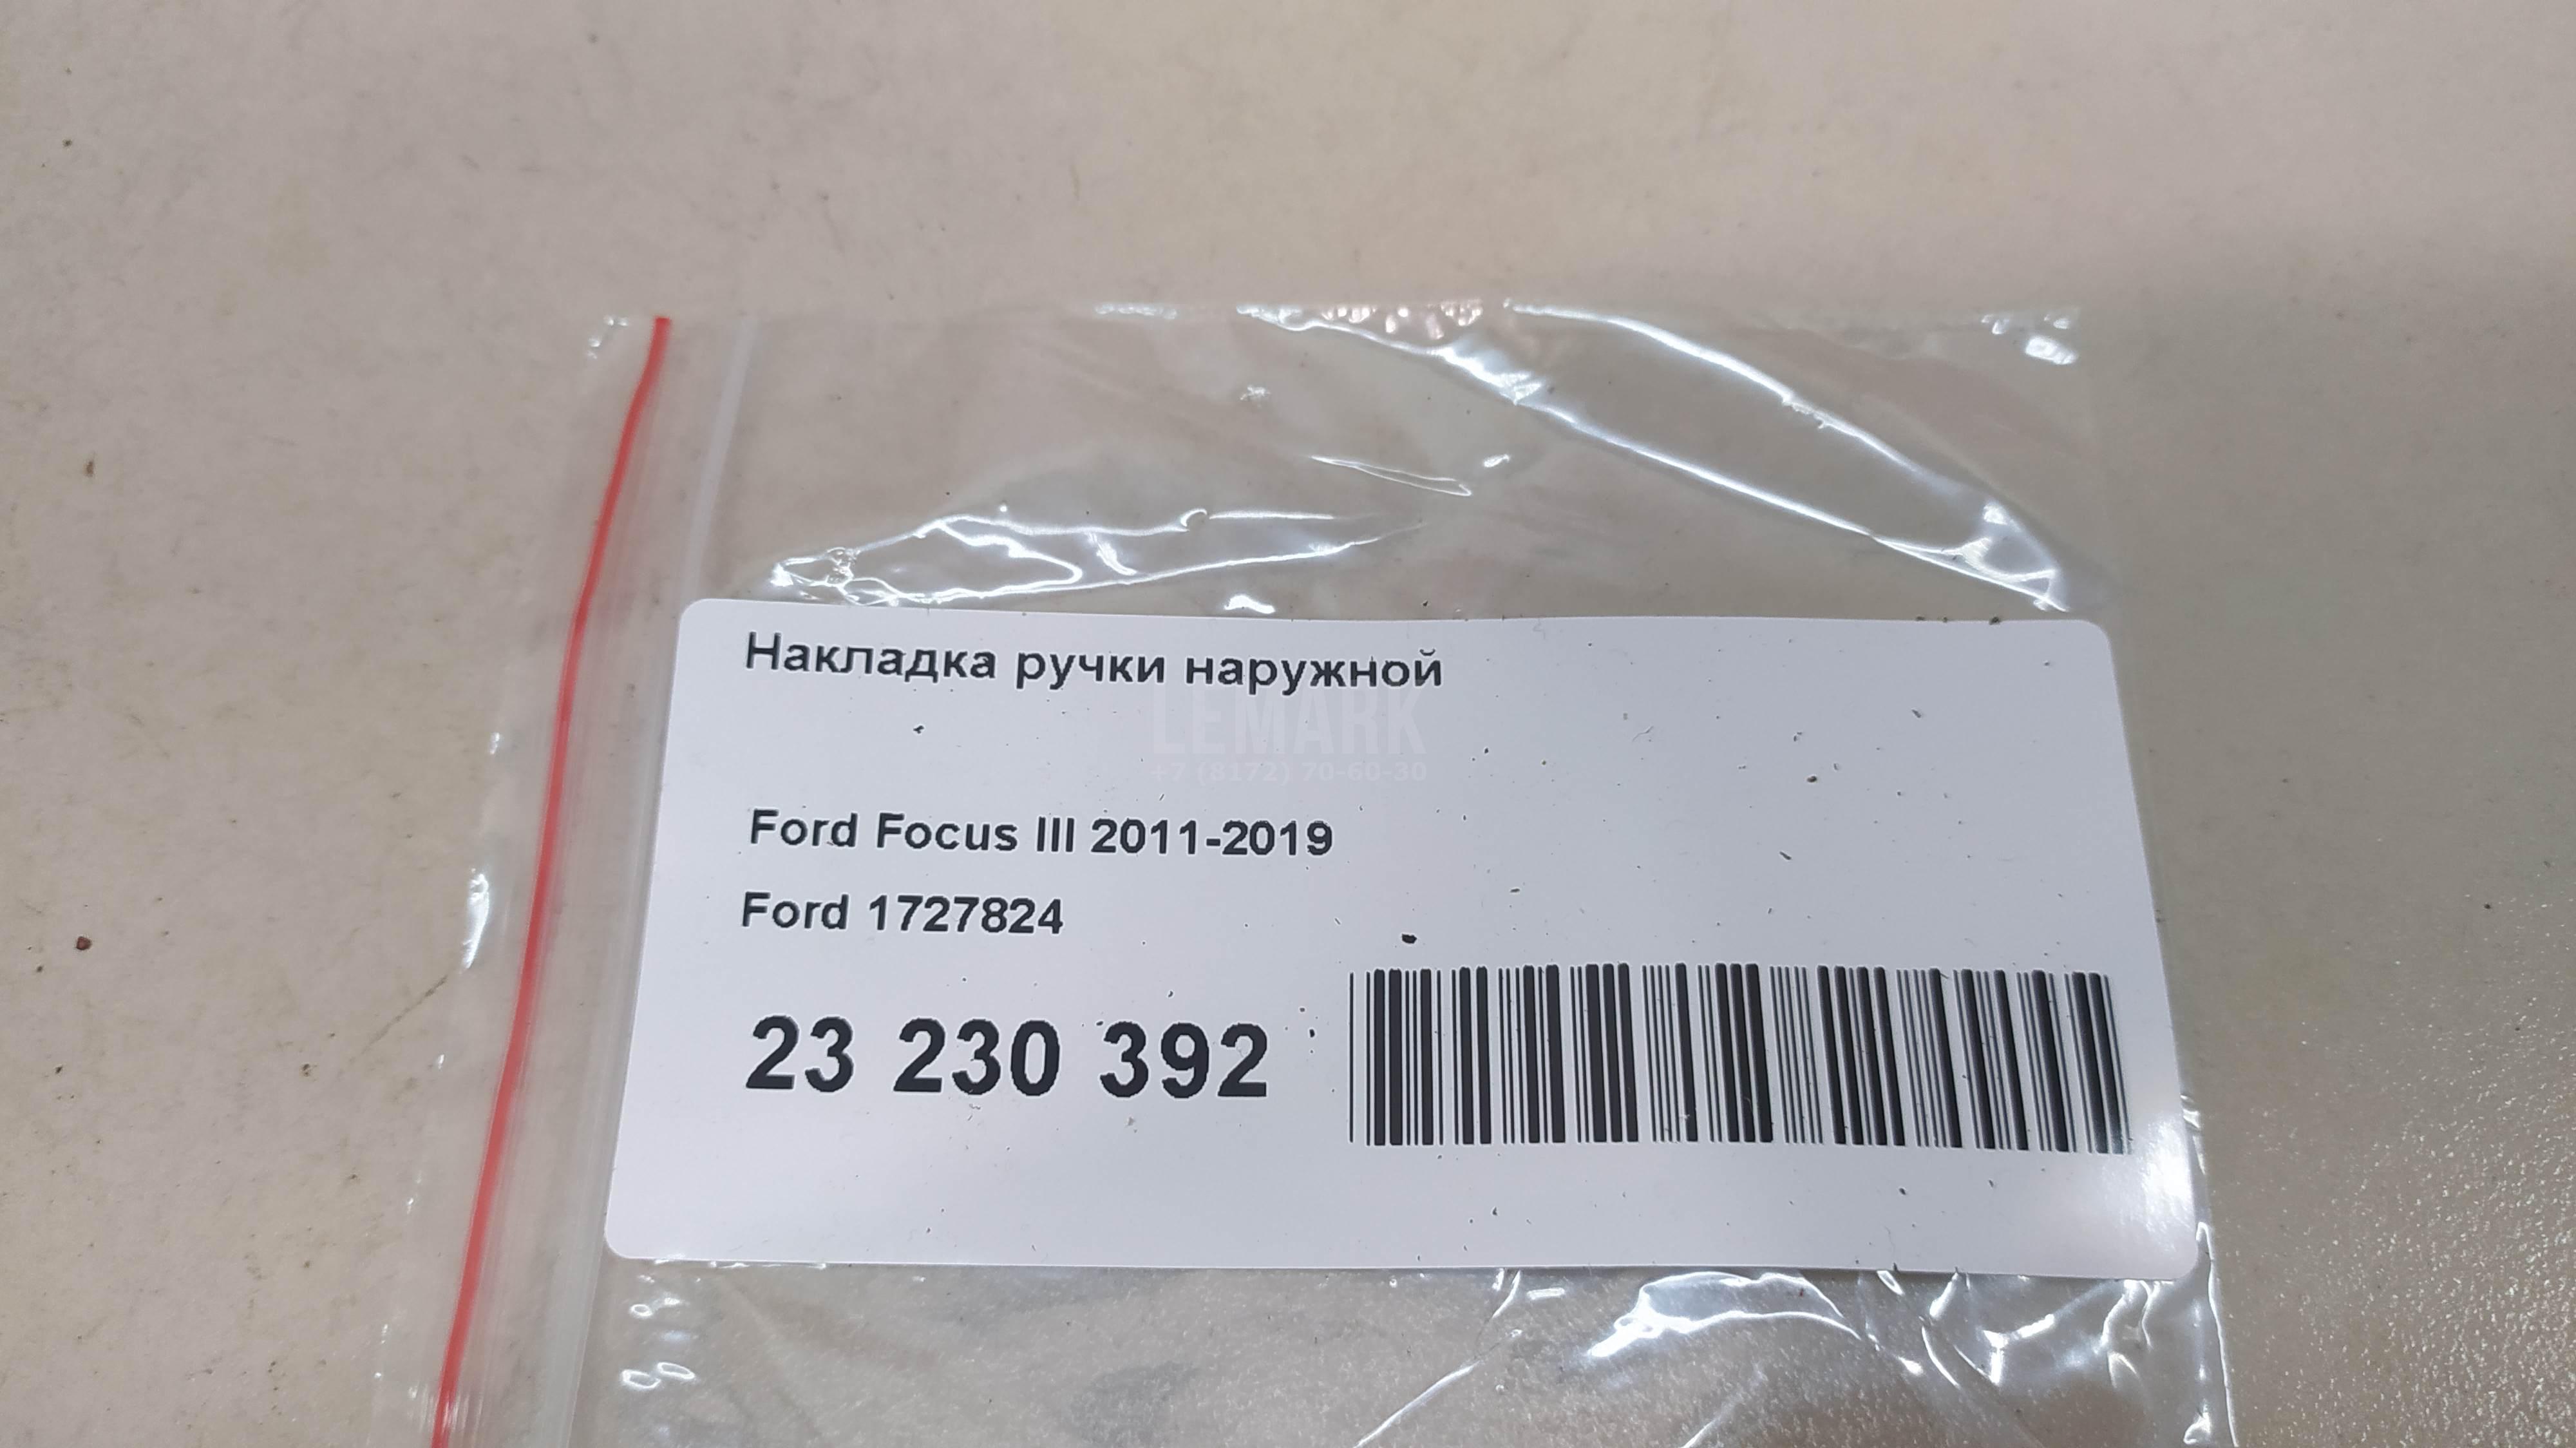 Накладка ручки наружной
LEMARK
+7 (8172) 70-60-30
Ford Focus III 2011-2019
Ford 1727824
23 230 392